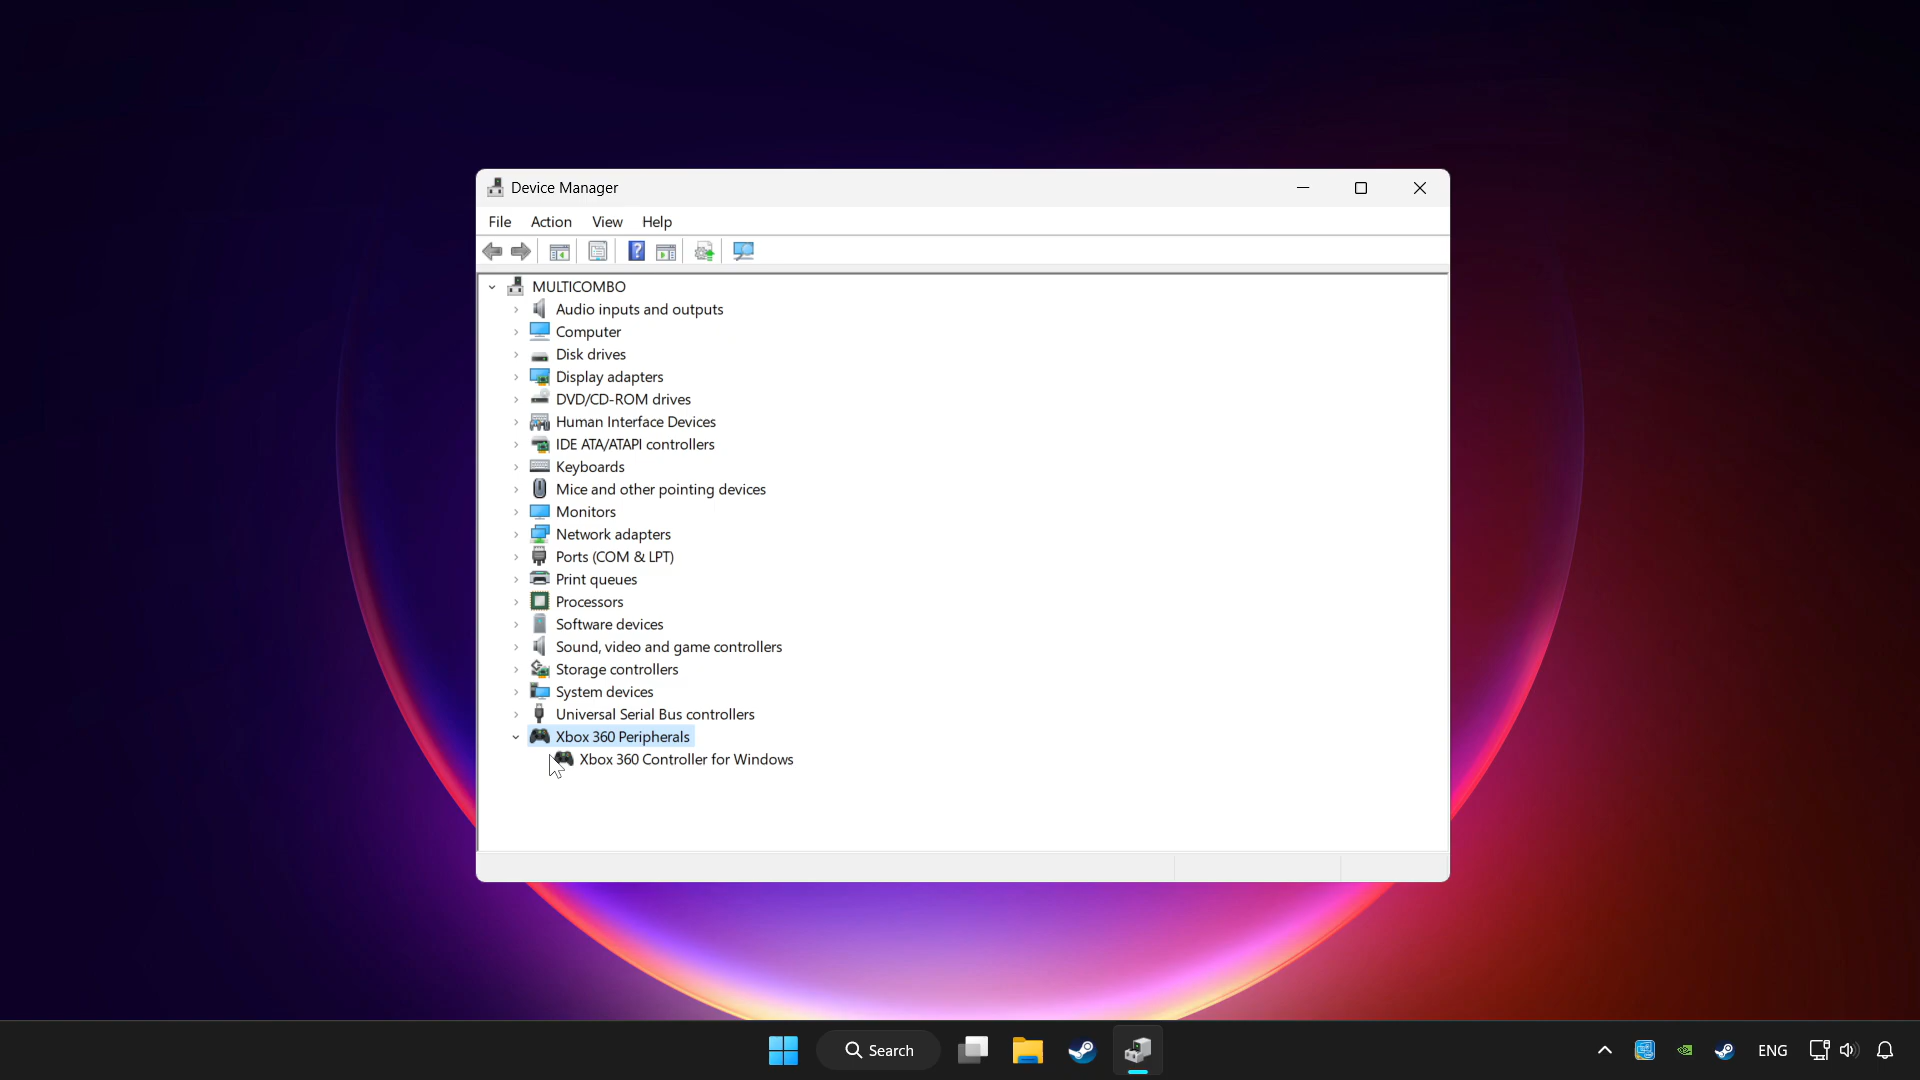 Device Manager
File Action View Help
MULTICOMBO
Audio inputs and outputs
Computer
Disk drives
Display adapters
DVD/CD-ROM drives
Human Interface Devices
IDE ATA/ATAPI controllers
Keyboards
Mice and other pointing devices
Monitors
Network adapters
Ports (COM & LPT)
Print queues
Processors
Software devices
Sound, video and game controllers
Storage controllers
System devices
Universal Serial Bus controllers
Xbox 360 Peripherals
Xbox 360 Controller for Windows
Search
ENG